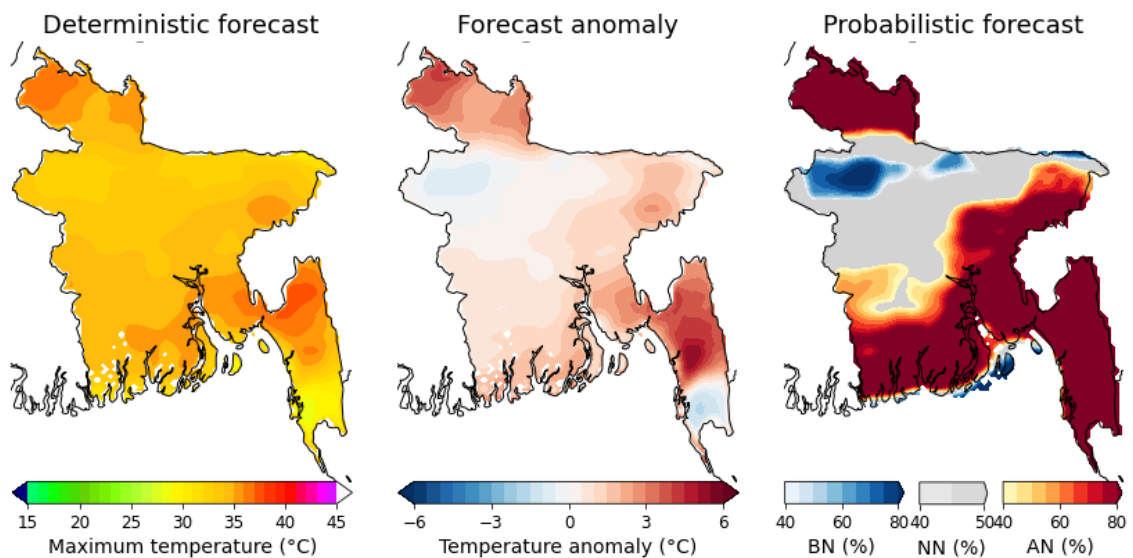 Deterministic forecast
Forecast anomaly
Probabilistic forecast
15 20 25 30 35 40 45
Maximum temperature (°C)
−6 −3 0 3 6
Temperature anomaly (°C)
40 60 80
BN (%)
40 50
NN (%)
40 60 80
AN (%)